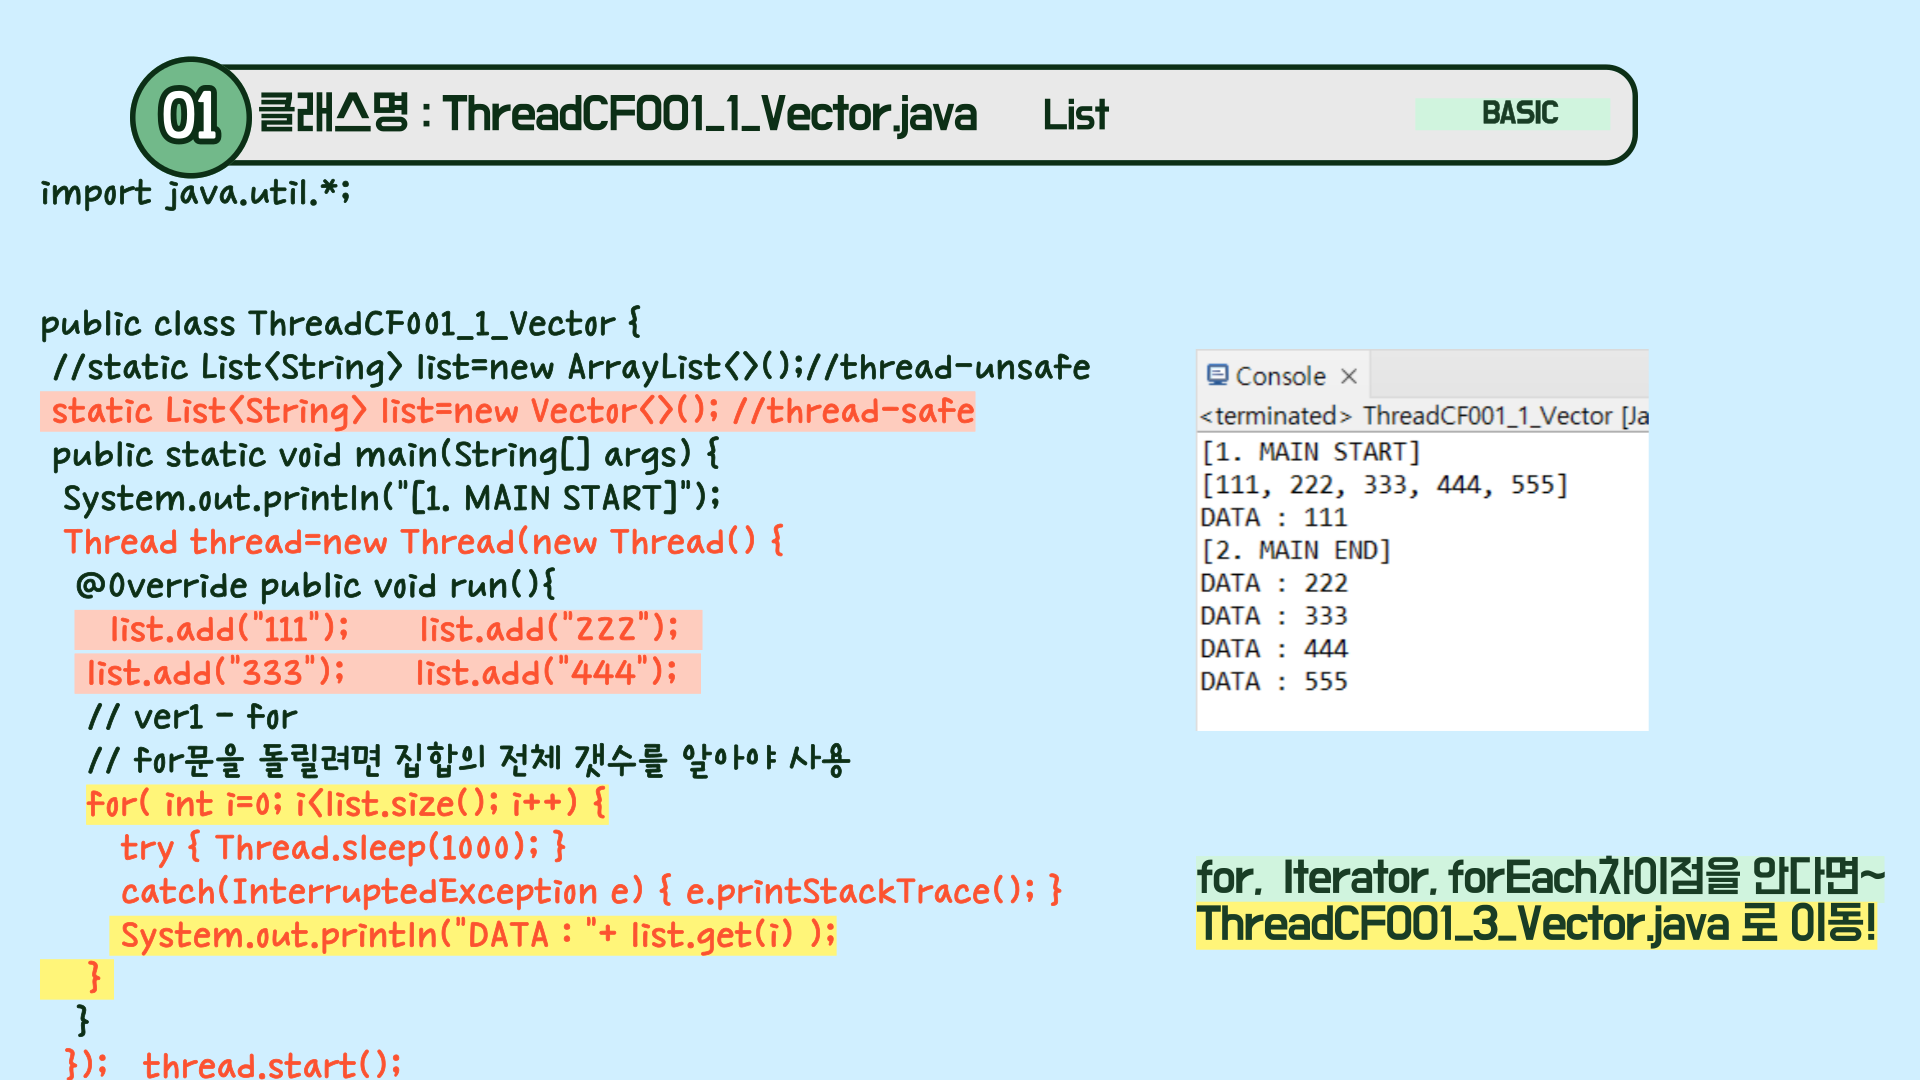 01 클래스명 : ThreadCF001_1_Vector.java List BASIC
import java.util.*;
public class ThreadCF001_1_Vector {
//static List<String> list=new ArrayList<>();//thread-unsafe
static List<String> list=new Vector<>(); //thread-safe
public static void main(String[] args) {
System.out.println("[1. MAIN START]");
Thread thread=new Thread(new Thread() {
@Override public void run(){
list.add("111"); list.add("222");
list.add("333"); list.add("444");
// ver1 - for
// for문을 돌릴려면 집합의 전체 갯수를 알아야 사용
for( int i=0; i<list.size(); i++) {
try { Thread.sleep(1000); }
catch(InterruptedException e) { e.printStackTrace(); }
System.out.println("DATA : "+ list.get(i) );
}
}
}); thread.start();
Console ×
<terminated> ThreadCF001_1_Vector [Ja
[1. MAIN START]
[111, 222, 333, 444, 555]
DATA : 111
[2. MAIN END]
DATA : 222
DATA : 333
DATA : 444
DATA : 555
for, Iterator, forEach차이점을 안다면~
ThreadCF001_3_Vector.java 로 이동!